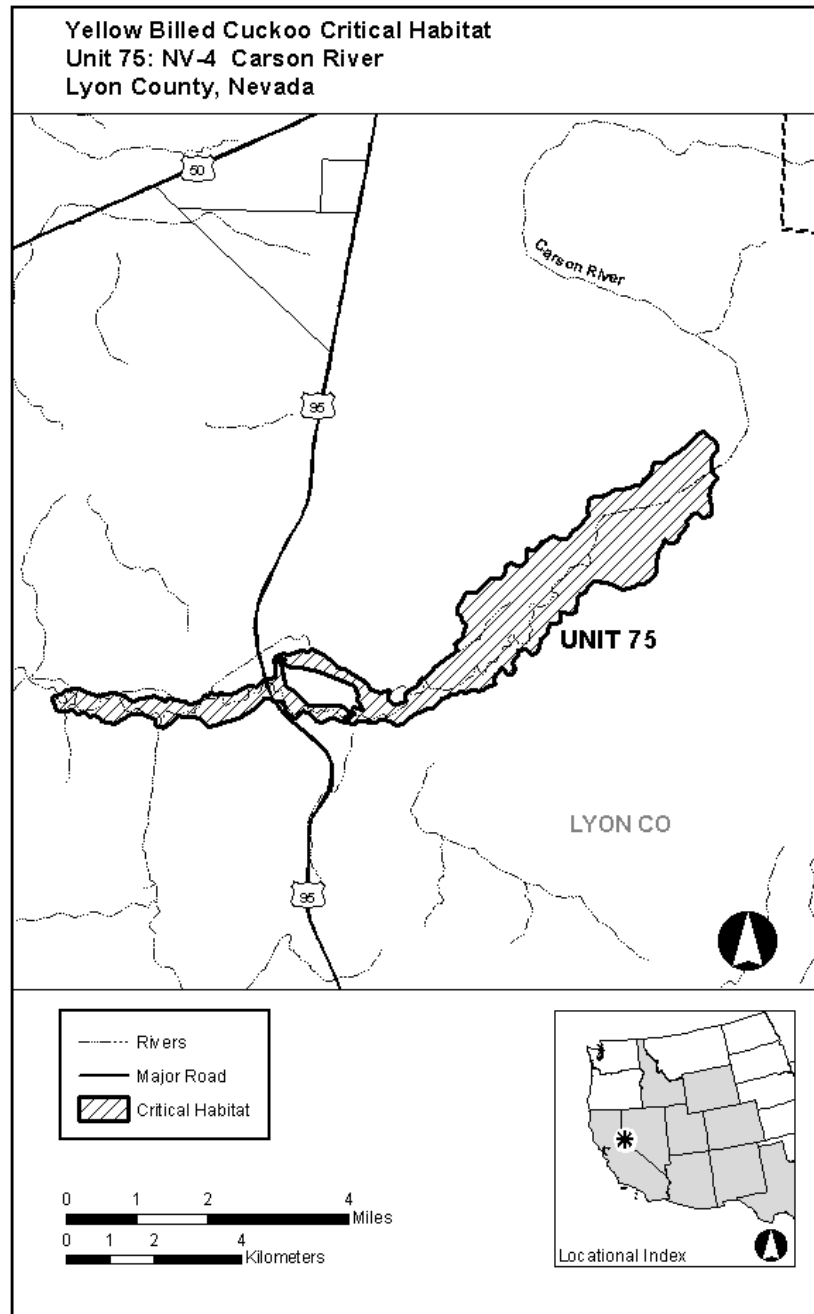 Yellow Billed Cuckoo Critical Habitat
Unit 75: NV-4 Carson River
Lyon County, Nevada
50
Carson River
95
UNIT 75
LYON CO
95
Rivers
Major Road
Critical Habitat
0 1 2 4
Miles
0 1 2 4
Kilometers
Locational Index